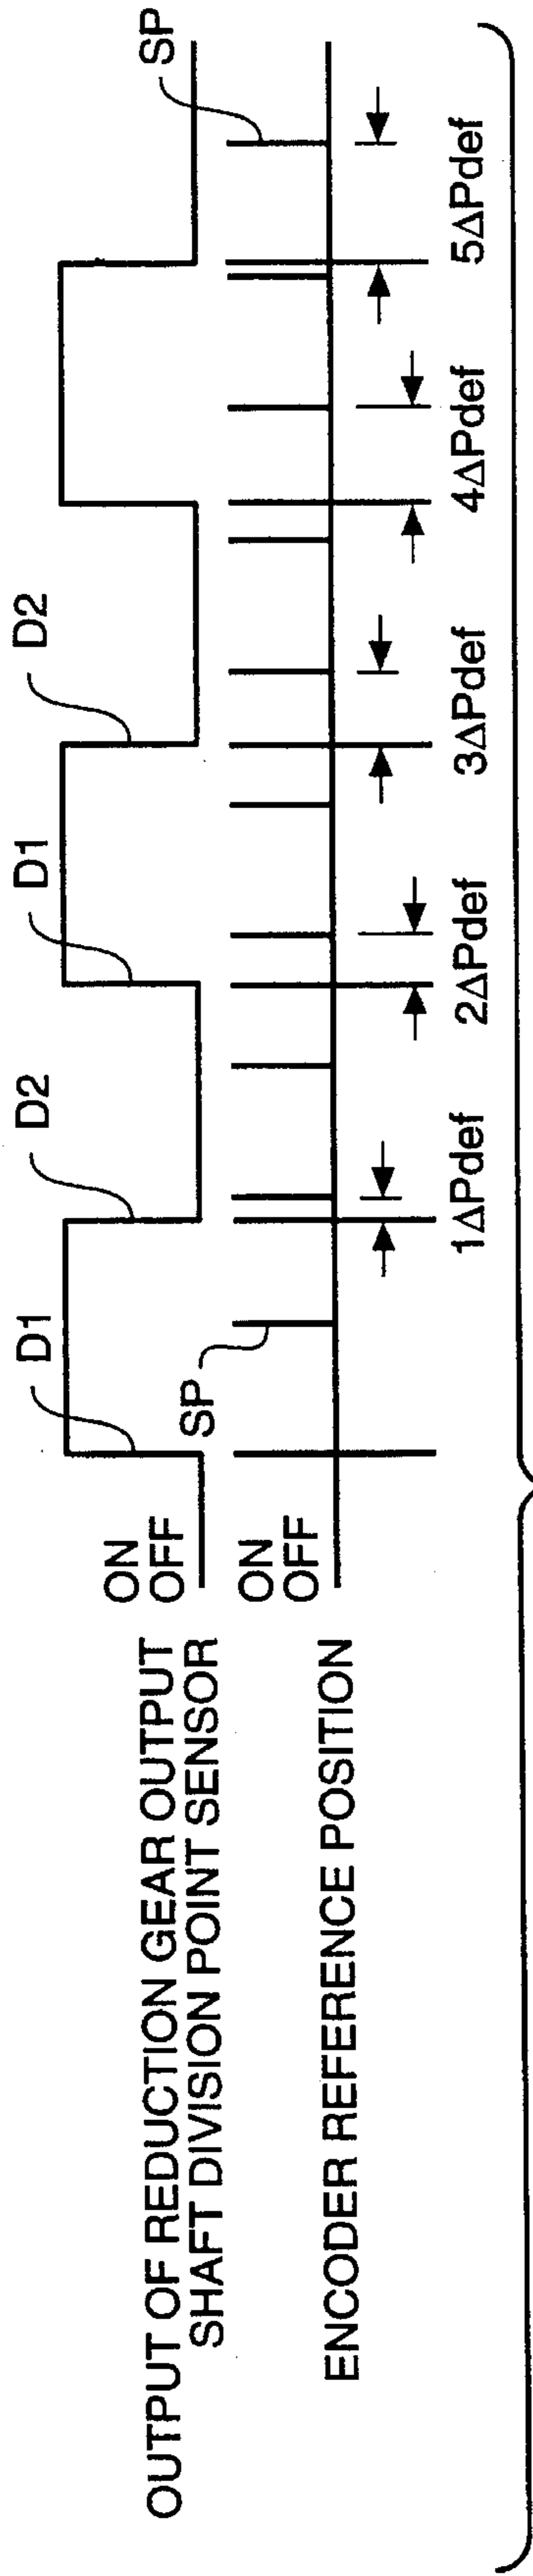 OUTPUT OF REDUCTION GEAR OUTPUT
SHAFT DIVISION POINT SENSOR
ON
OFF
D1
D2
D1
D2
ENCODER REFERENCE POSITION
ON
OFF
SP
SP
1ΔPdef
2ΔPdef
3ΔPdef
4ΔPdef
5ΔPdef